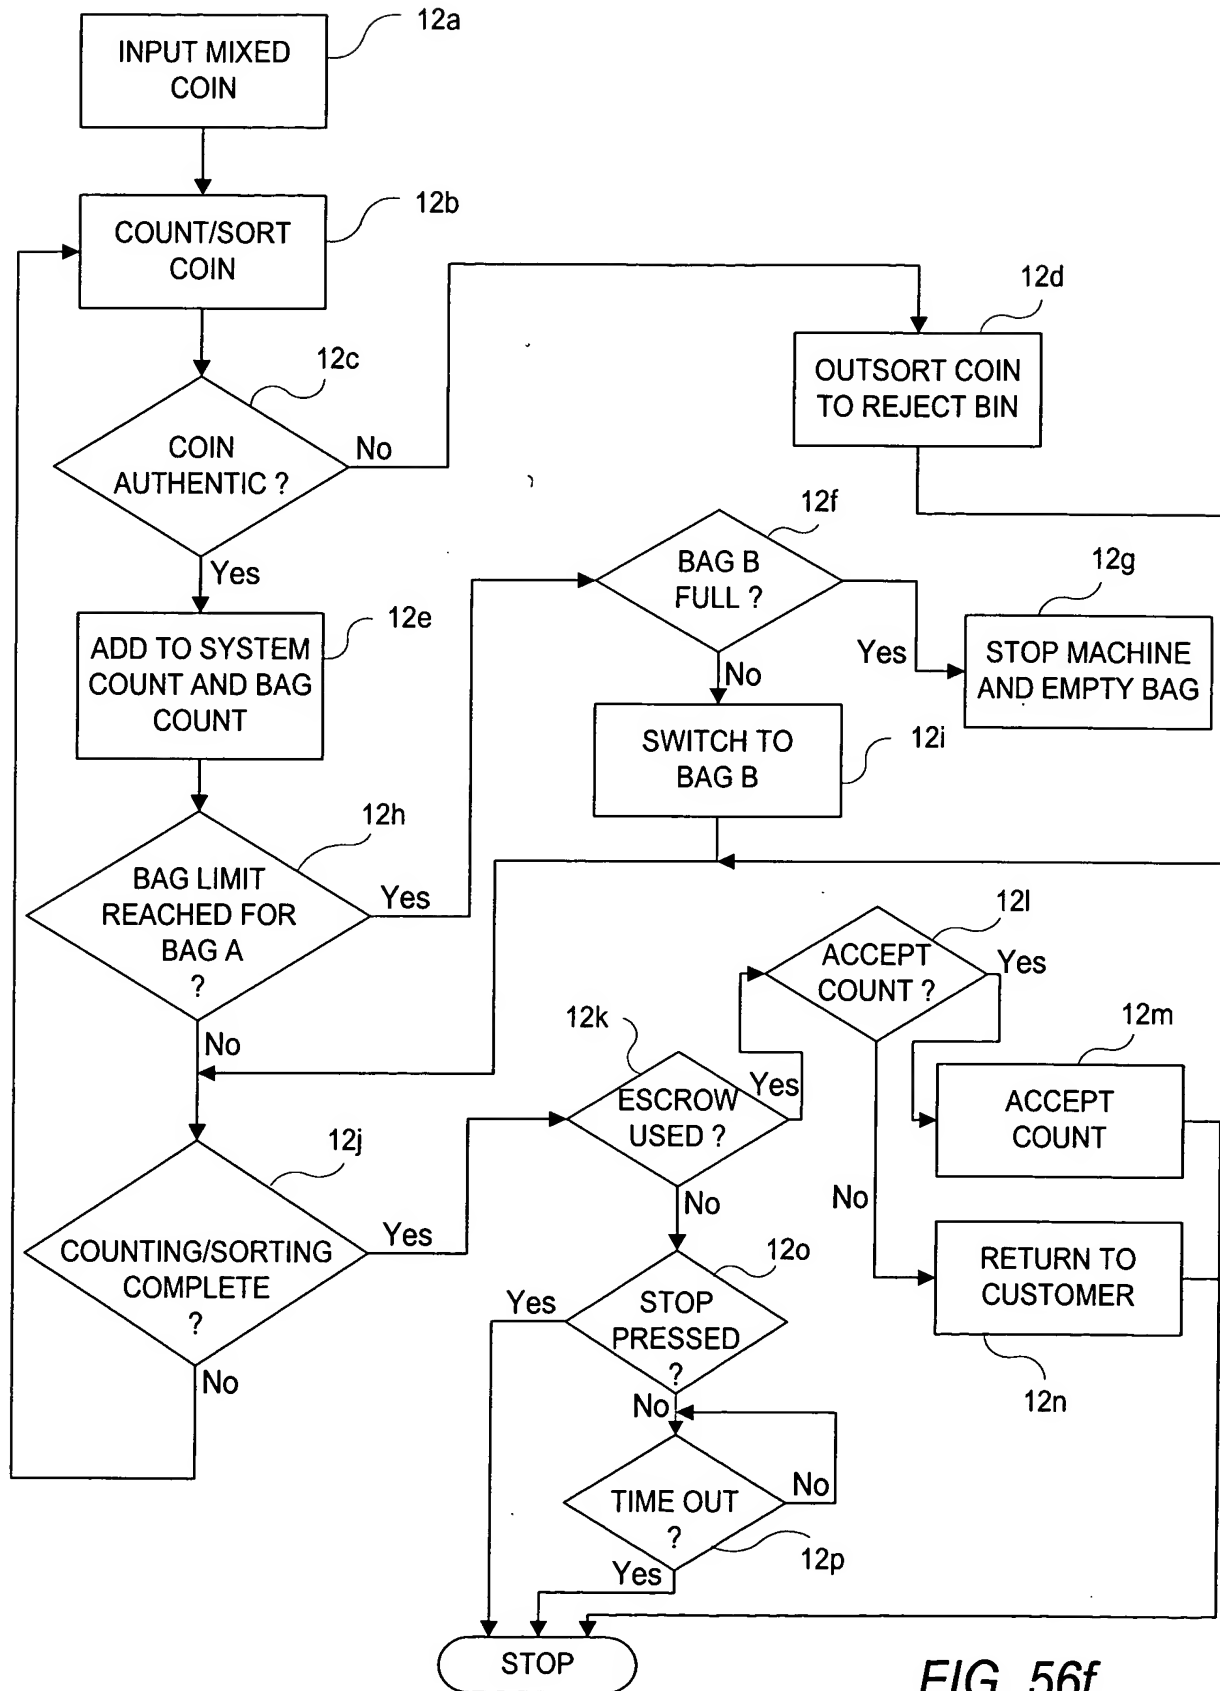 12a
INPUT MIXED
COIN
12b
COUNT/SORT
COIN
12d
12c
OUTSORT COIN
TO REJECT BIN
COIN
AUTHENTIC ?
No
12f
BAG B
FULL ?
12g
Yes
12e
ADD TO SYSTEM
COUNT AND BAG
COUNT
Yes
STOP MACHINE
AND EMPTY BAG
No
SWITCH TO
BAG B
12i
12h
BAG LIMIT
REACHED FOR
BAG A
?
Yes
12l
ACCEPT
COUNT ?
Yes
12k
12m
No
ESCROW
USED ?
Yes
ACCEPT
COUNT
12j
No
COUNTING/SORTING
COMPLETE
?
Yes
No
12o
RETURN TO
CUSTOMER
Yes
STOP
PRESSED
?
No
12n
No
TIME OUT
?
No
12p
Yes
STOP
FIG. 56f